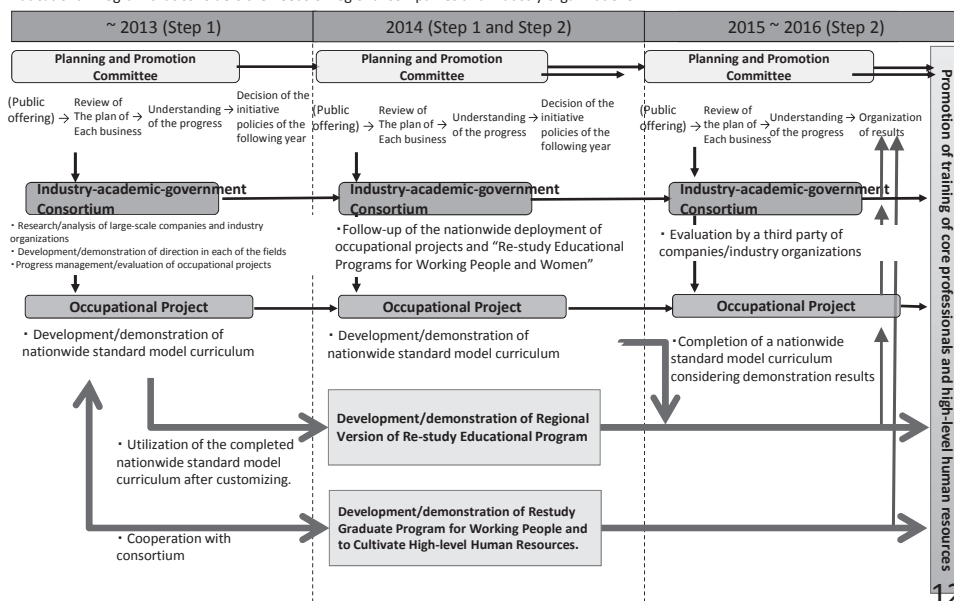 ~ 2013 (Step 1)
2014 (Step 1 and Step 2)
2015 ~ 2016 (Step 2)
Planning and Promotion
Committee
Planning and Promotion
Committee
Planning and Promotion
Committee
(Public
offering)
→ Review of
The plan of
Each business
→ Understanding
of the progress
→ Decision of the
initiative
policies of the
following year
(Public
offering)
→ Review of
The plan of
Each business
→ Understanding
of the progress
→ Decision of the
initiative
policies of the
following year
(Public
offering)
→ Review of
the plan of
Each business
→ Understanding
of the progress
→ Organization
of results
Industry-academic-government
Consortium
Industry-academic-government
Consortium
Industry-academic-government
Consortium
・Research/analysis of large-scale companies and industry
organizations
・Development/demonstration of direction in each of the fields
・Progress management/evaluation of occupational projects
・Follow-up of the nationwide deployment of
occupational projects and “Re-study Educational
Programs for Working People and Women”
・Evaluation by a third party of
companies/industry organizations
Occupational Project
Occupational Project
Occupational Project
・Development/demonstration of
nationwide standard model curriculum
・Development/demonstration of
nationwide standard model curriculum
・Completion of a nationwide
standard model curriculum
considering demonstration results
・Utilization of the completed
nationwide standard model
curriculum after customizing.
Development/demonstration of Regional
Version of Re-study Educational Program
・Cooperation with
consortium
Development/demonstration of Restudy
Graduate Program for Working People and
to Cultivate High-level Human Resources.
Promotion of training of core professionals and high-level human resources
12